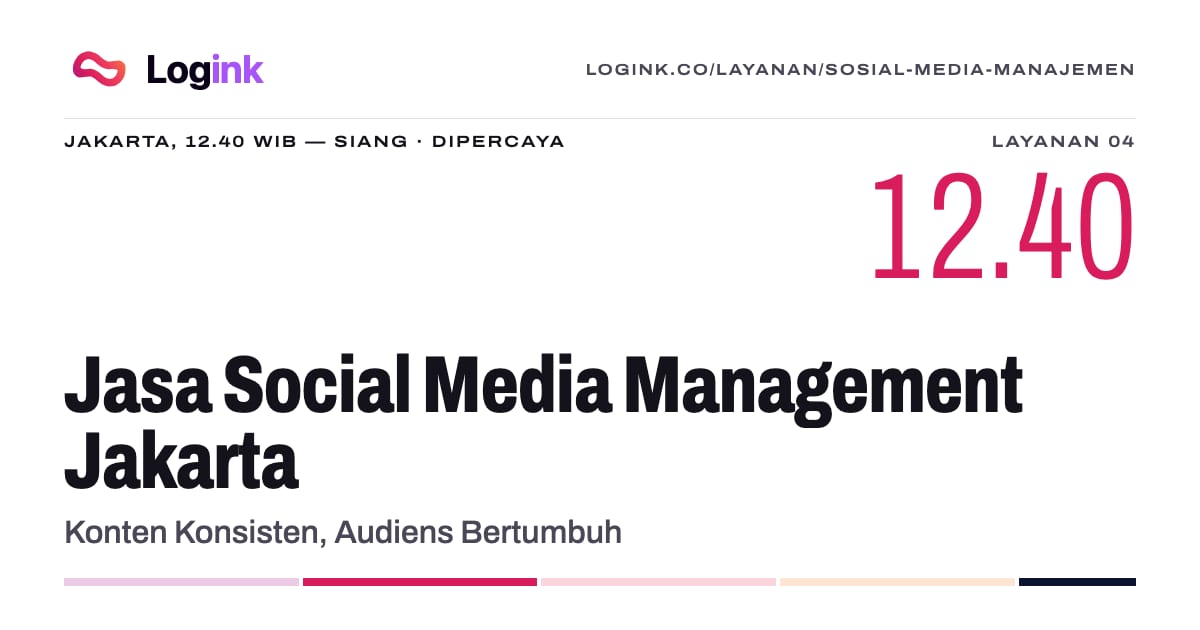 Logink
LOGINK.CO/LAYANAN/SOSIAL-MEDIA-MANAJEMEN
JAKARTA, 12.40 WIB — SIANG · DIPERCAYA
LAYANAN 04
12.40
Jasa Social Media Management
Jakarta
Konten Konsisten, Audiens Bertumbuh